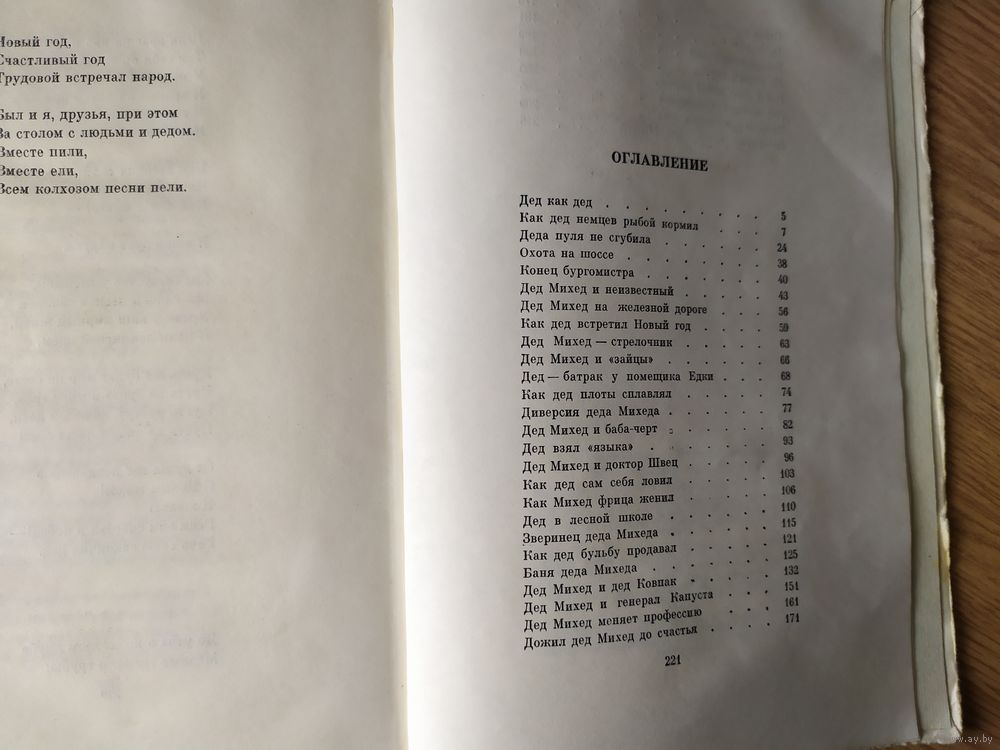 Новый год,
Счастливый год
Трудовой встречал народ.
Был и я, друзья, при этом
За столом с людьми и дедом.
Вместе пили,
Вместе ели,
Всем колхозом песни пели.
ОГЛАВЛЕНИЕ
Дед как дед . . . . . . . . 5
Как дед немцев рыбой кормил . . . 7
Деда пуля не сгубила . . . . . . 24
Охота на шоссе . . . . . . . 38
Конец бургомистра . . . . . . 40
Дед Михед и неизвестный . . . . . 43
Дед Михед на железной дороге . . . 56
Как дед встретил Новый год . . . . 59
Дед Михед — стрелочник . . . . . 63
Дед Михед и «зайцы» . . . . . . 66
Дед — батрак у помещика Едки . . . 68
Как дед плоты сплавлял . . . . . 74
Диверсия деда Михеда . . . . . . 77
Дед Михед и баба-черт . . . . . . 82
Дед взял «языка» . . . . . . . 93
Дед Михед и доктор Швец . . . . . 96
Как дед сам себя ловил . . . . . 103
Как Михед фрица женил . . . . . 106
Дед в лесной школе . . . . . . 110
Зверинец деда Михеда . . . . . . 115
Как дед бульбу продавал . . . . . 121
Баня деда Михеда . . . . . . . 125
Дед Михед и дед Ковпак . . . . . 132
Дед Михед и генерал Капуста . . . 151
Дед Михед меняет профессию . . . 161
Дожил дед Михед до счастья . . . . 171
221